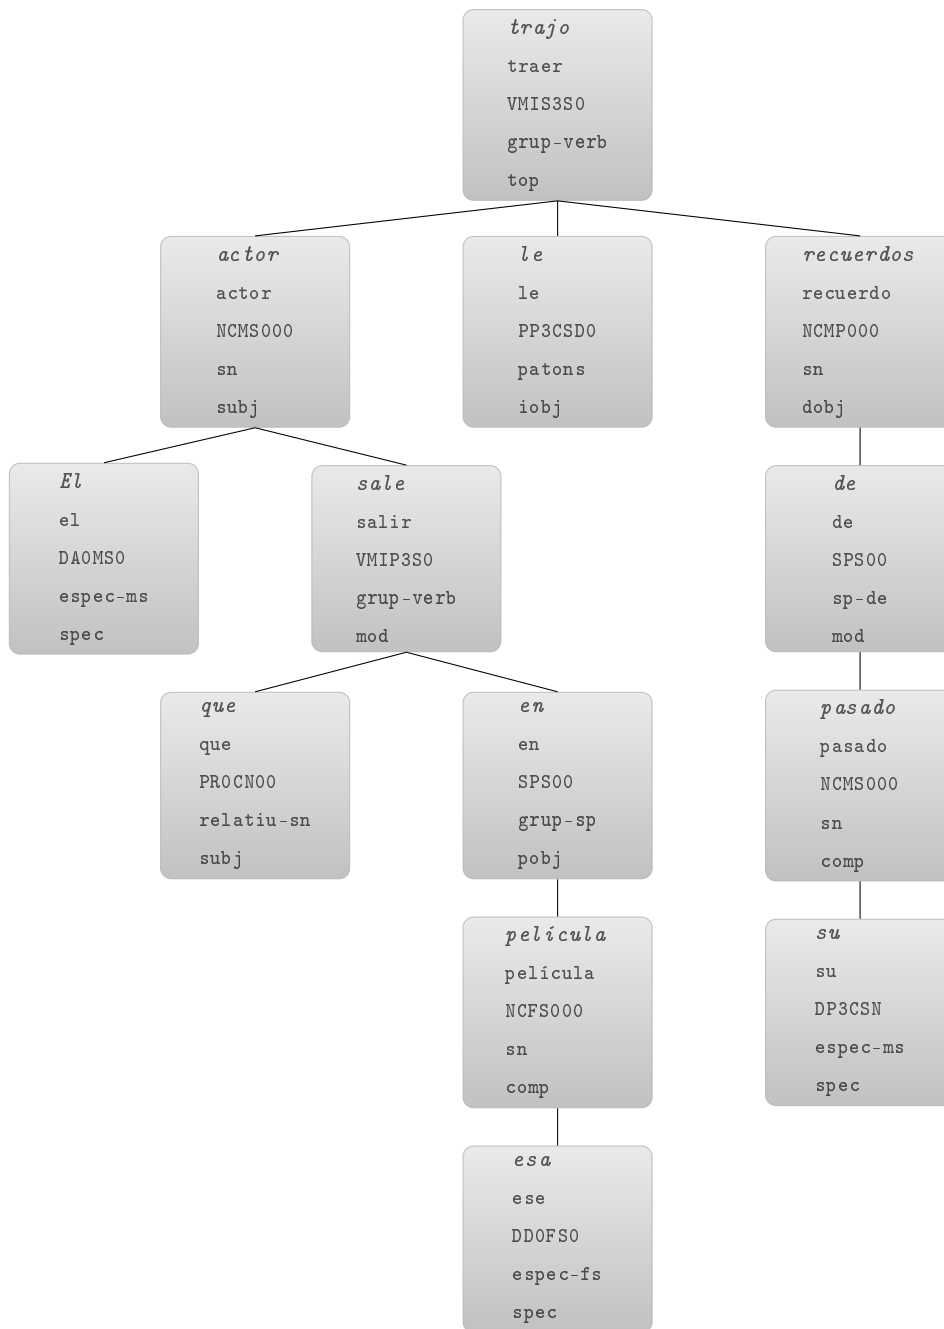 trajo
traer
VMIS3S0
grup-verb
top
actor
actor
NCMS000
sn
subj
le
le
PP3CSD0
patons
iobj
recuerdos
recuerdo
NCMP000
sn
dobj
El
el
DA0MS0
espec-ms
spec
sale
salir
VMIP3S0
grup-verb
mod
de
de
SPS00
sp-de
mod
que
que
PR0CN00
relatiu-sn
subj
en
en
SPS00
grup-sp
pobj
pasado
pasado
NCMS000
sn
comp
película
película
NCFS000
sn
comp
su
su
DP3CSN
espec-ms
spec
esa
ese
DD0FS0
espec-fs
spec